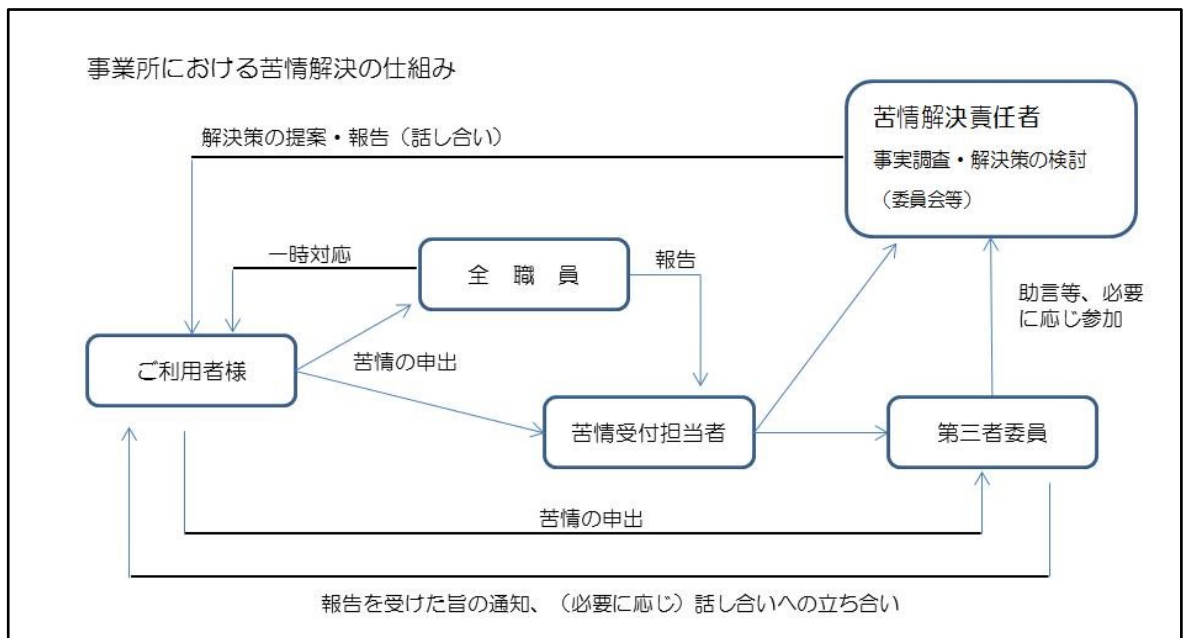 事業所における苦情解決の仕組み
苦情解決責任者
事実調査・解決策の検討
（委員会等）
解決策の提案・報告（話し合い）
一時対応
全　職　員
報告
助言等、必要
に応じ参加
ご利用者様
苦情の申出
苦情受付担当者
第三者委員
苦情の申出
報告を受けた旨の通知、（必要に応じ）話し合いへの立ち合い